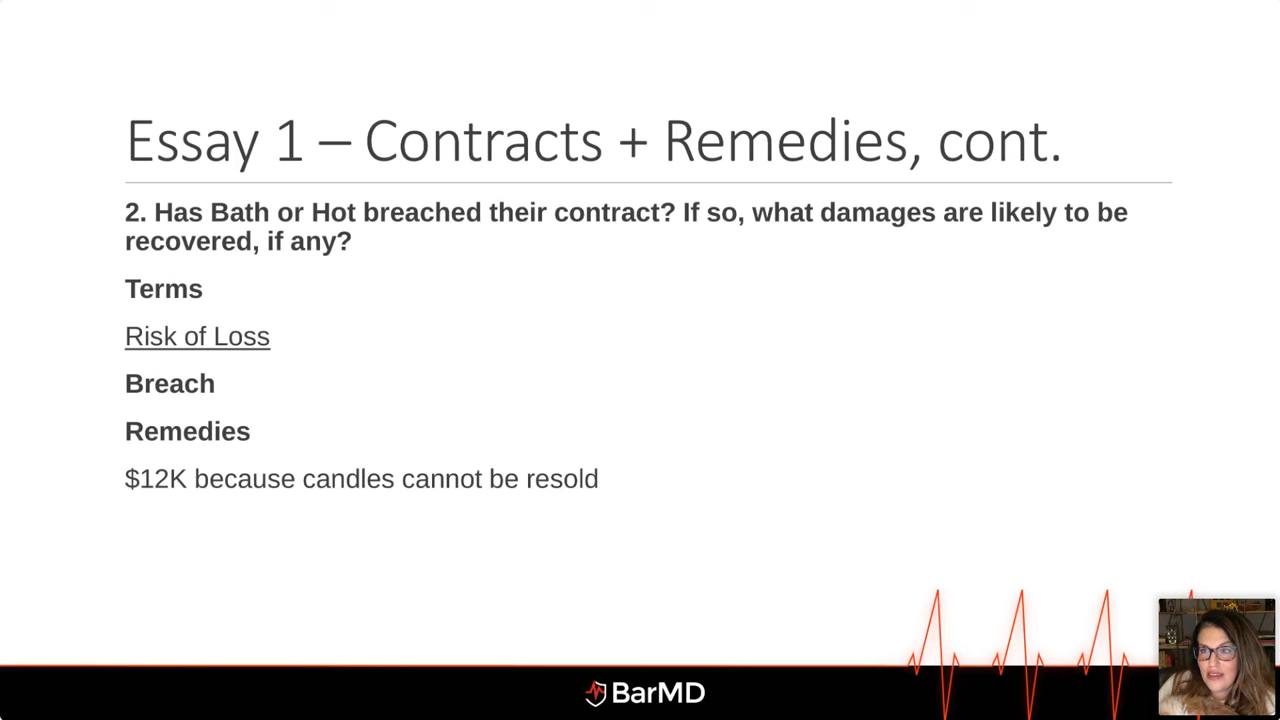 Essay 1 – Contracts + Remedies, cont.
2. Has Bath or Hot breached their contract? If so, what damages are likely to be
recovered, if any?
Terms
Risk of Loss
Breach
Remedies
$12K because candles cannot be resold
BarMD